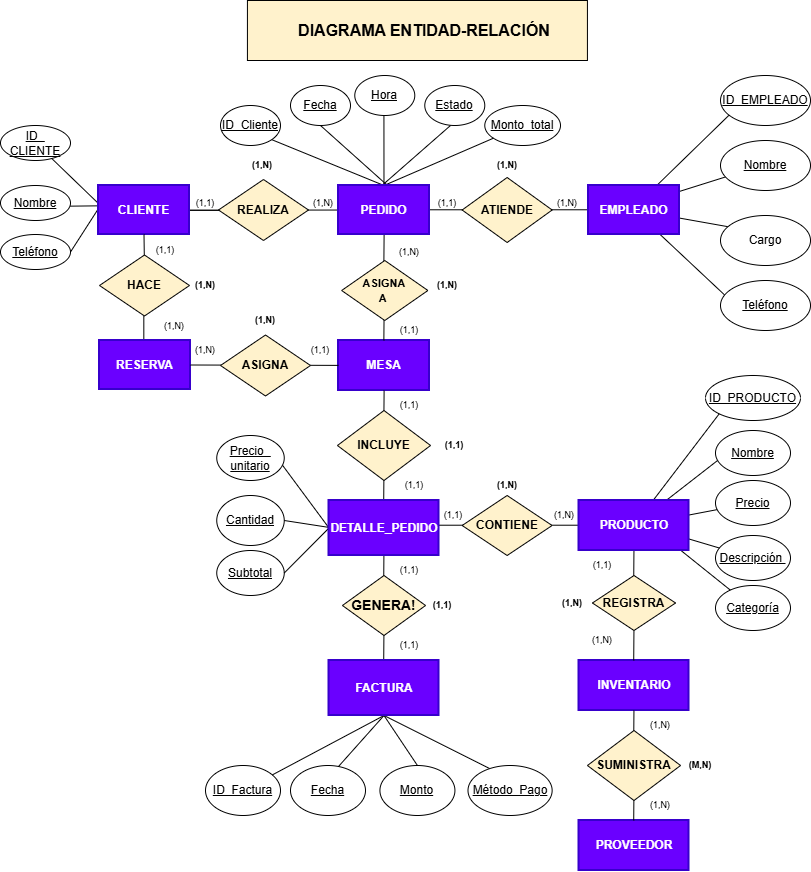 DIAGRAMA ENTIDAD-RELACIÓN
Hora
Fecha
Estado
ID_EMPLEADO
ID_Cliente
Monto_total
ID_
CLIENTE
(1,N)
(1,N)
Nombre
Nombre
CLIENTE
(1,1)
REALIZA
(1,N)
PEDIDO
(1,1)
ATIENDE
(1,N)
EMPLEADO
Cargo
Teléfono
(1,1)
(1,N)
HACE
(1,N)
ASIGNA
A
(1,N)
Teléfono
(1,N)
(1,N)
(1,1)
RESERVA
(1,N)
ASIGNA
(1,1)
MESA
ID_PRODUCTO
(1,1)
Precio_
unitario
INCLUYE
(1,1)
Nombre
(1,1)
(1,N)
Precio
Cantidad
DETALLE_PEDIDO
(1,1)
CONTIENE
(1,N)
PRODUCTO
Descripción
Subtotal
(1,1)
(1,1)
GENERA!
(1,1)
(1,N)
REGISTRA
Categoría
(1,1)
(1,N)
FACTURA
INVENTARIO
(1,N)
SUMINISTRA
(M,N)
ID_Factura
Fecha
Monto
Método_Pago
(1,N)
PROVEEDOR